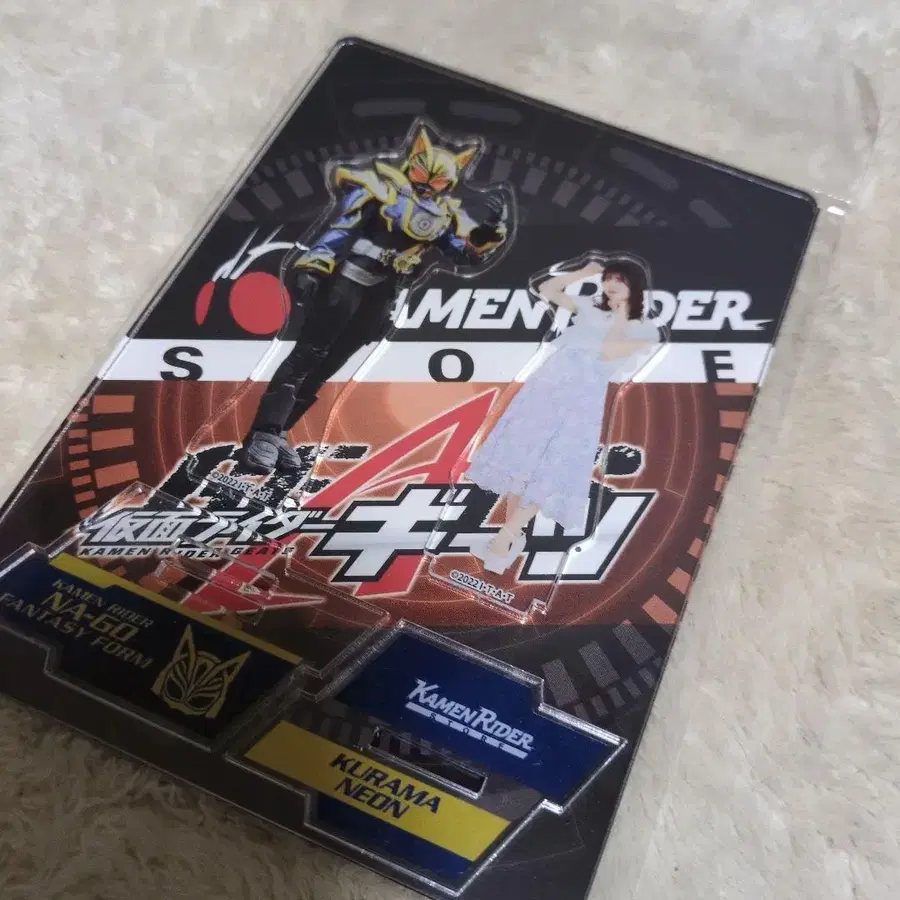 KAMEN RIDER
S O E
仮面ライダーギーツ
KAMEN RIDER GEATS
©2022 I·T·A·T
©2022 I·T·A·T
KAMEN RIDER
NA-GO
FANTASY FORM
KAMEN RIDER
STORE
KURAMA
NEON